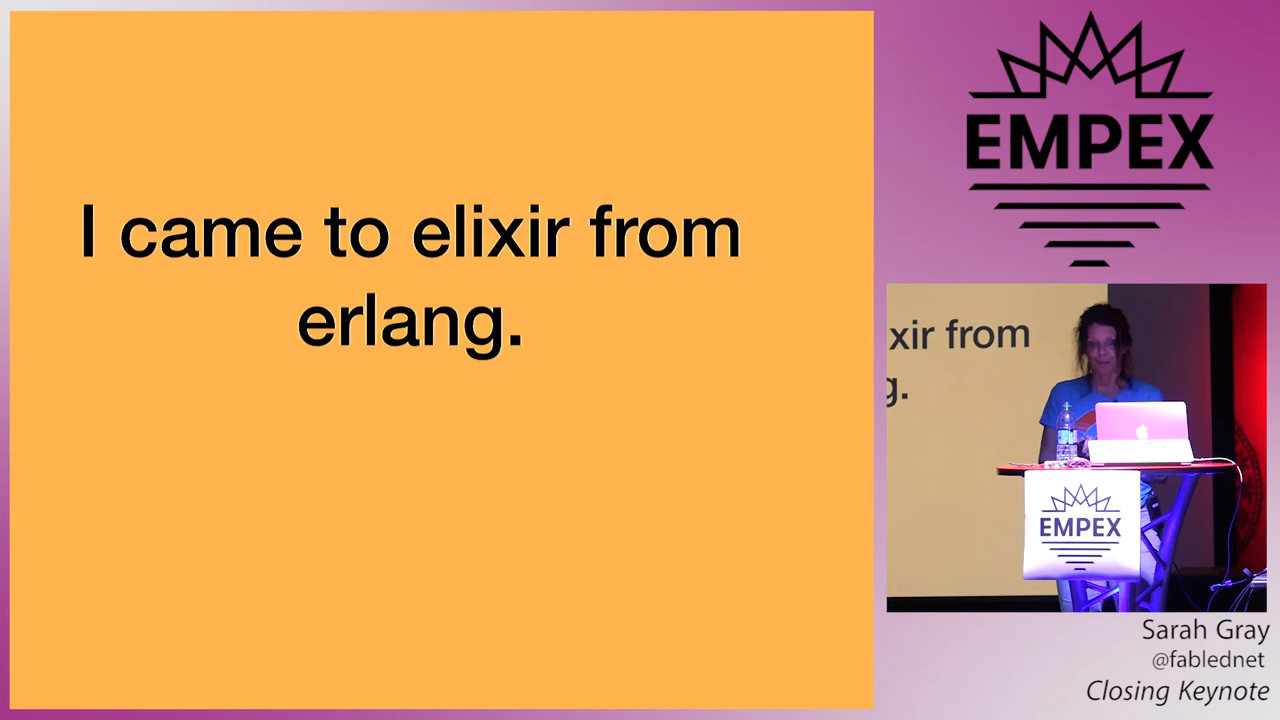 I came to elixir from
erlang.
EMPEX
xir from
g.
EMPEX
Sarah Gray
@fablednet
Closing Keynote